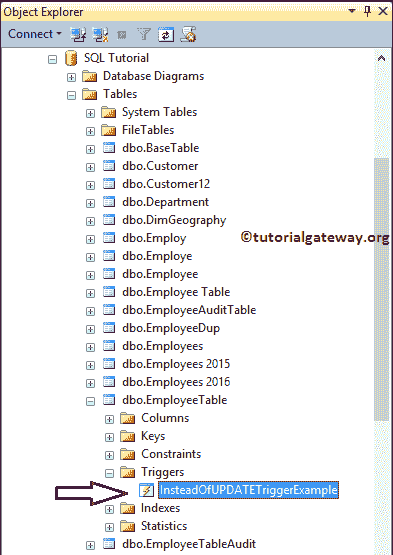 Object Explorer
Connect
SQL Tutorial
Database Diagrams
Tables
System Tables
FileTables
dbo.BaseTable
dbo.Customer
dbo.Customer12
dbo.Department
dbo.DimGeography
dbo.Employ
©tutorialgateway.org
dbo.Employe
dbo.Employee
dbo.Employee Table
dbo.EmployeeAuditTable
dbo.EmployeeDup
dbo.Employees
dbo.Employees 2015
dbo.Employees 2016
dbo.EmployeeTable
Columns
Keys
Constraints
Triggers
InsteadOfUPDATETriggerExample
Indexes
Statistics
dbo.EmployeeTableAudit